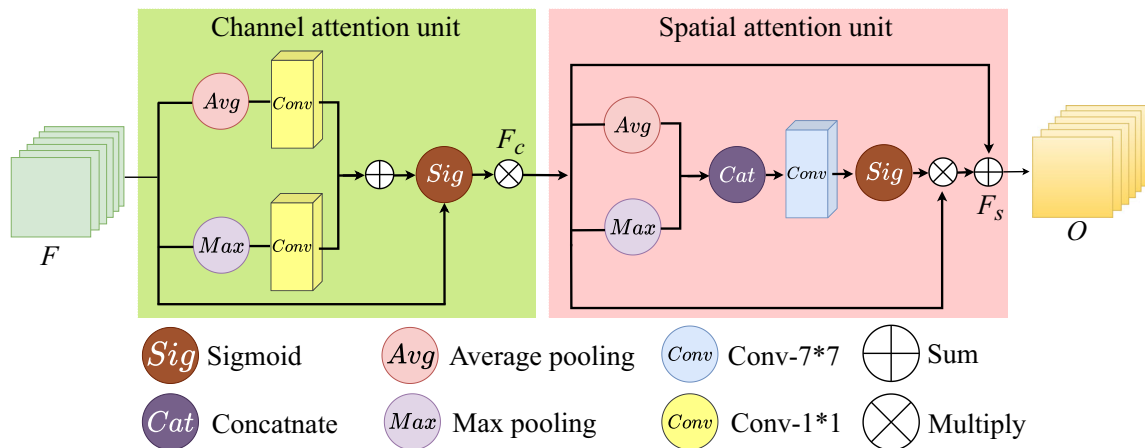 Channel attention unit
Spatial attention unit
Avg
Conv
F_c
Avg
Sig
Cat
Conv
Sig
F_s
F
Max
Conv
Max
O
Sig Sigmoid
Avg Average pooling
Conv Conv-7*7
Sum
Cat Concatnate
Max Max pooling
Conv Conv-1*1
Multiply